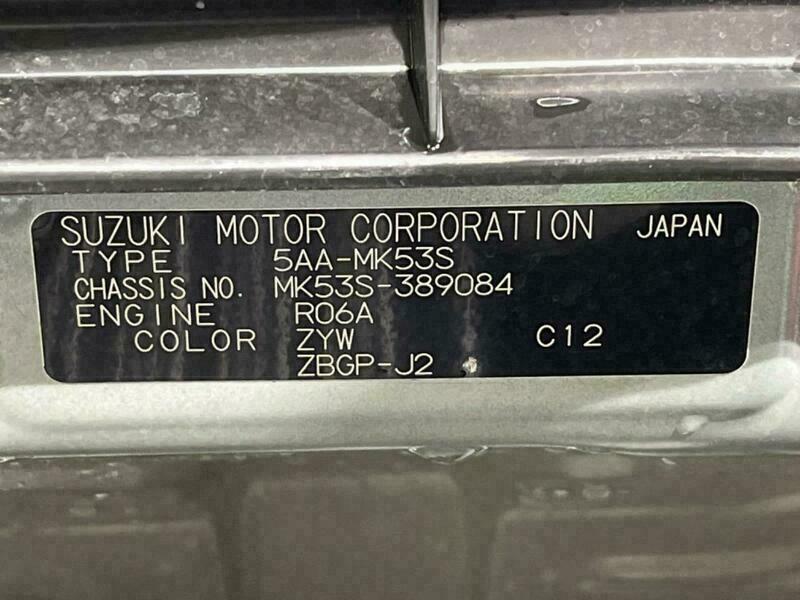 SUZUKI MOTOR CORPORATION JAPAN
TYPE 5AA-MK53S
CHASSIS NO. MK53S-389084
ENGINE R06A
COLOR ZYW C12
ZBGP-J2